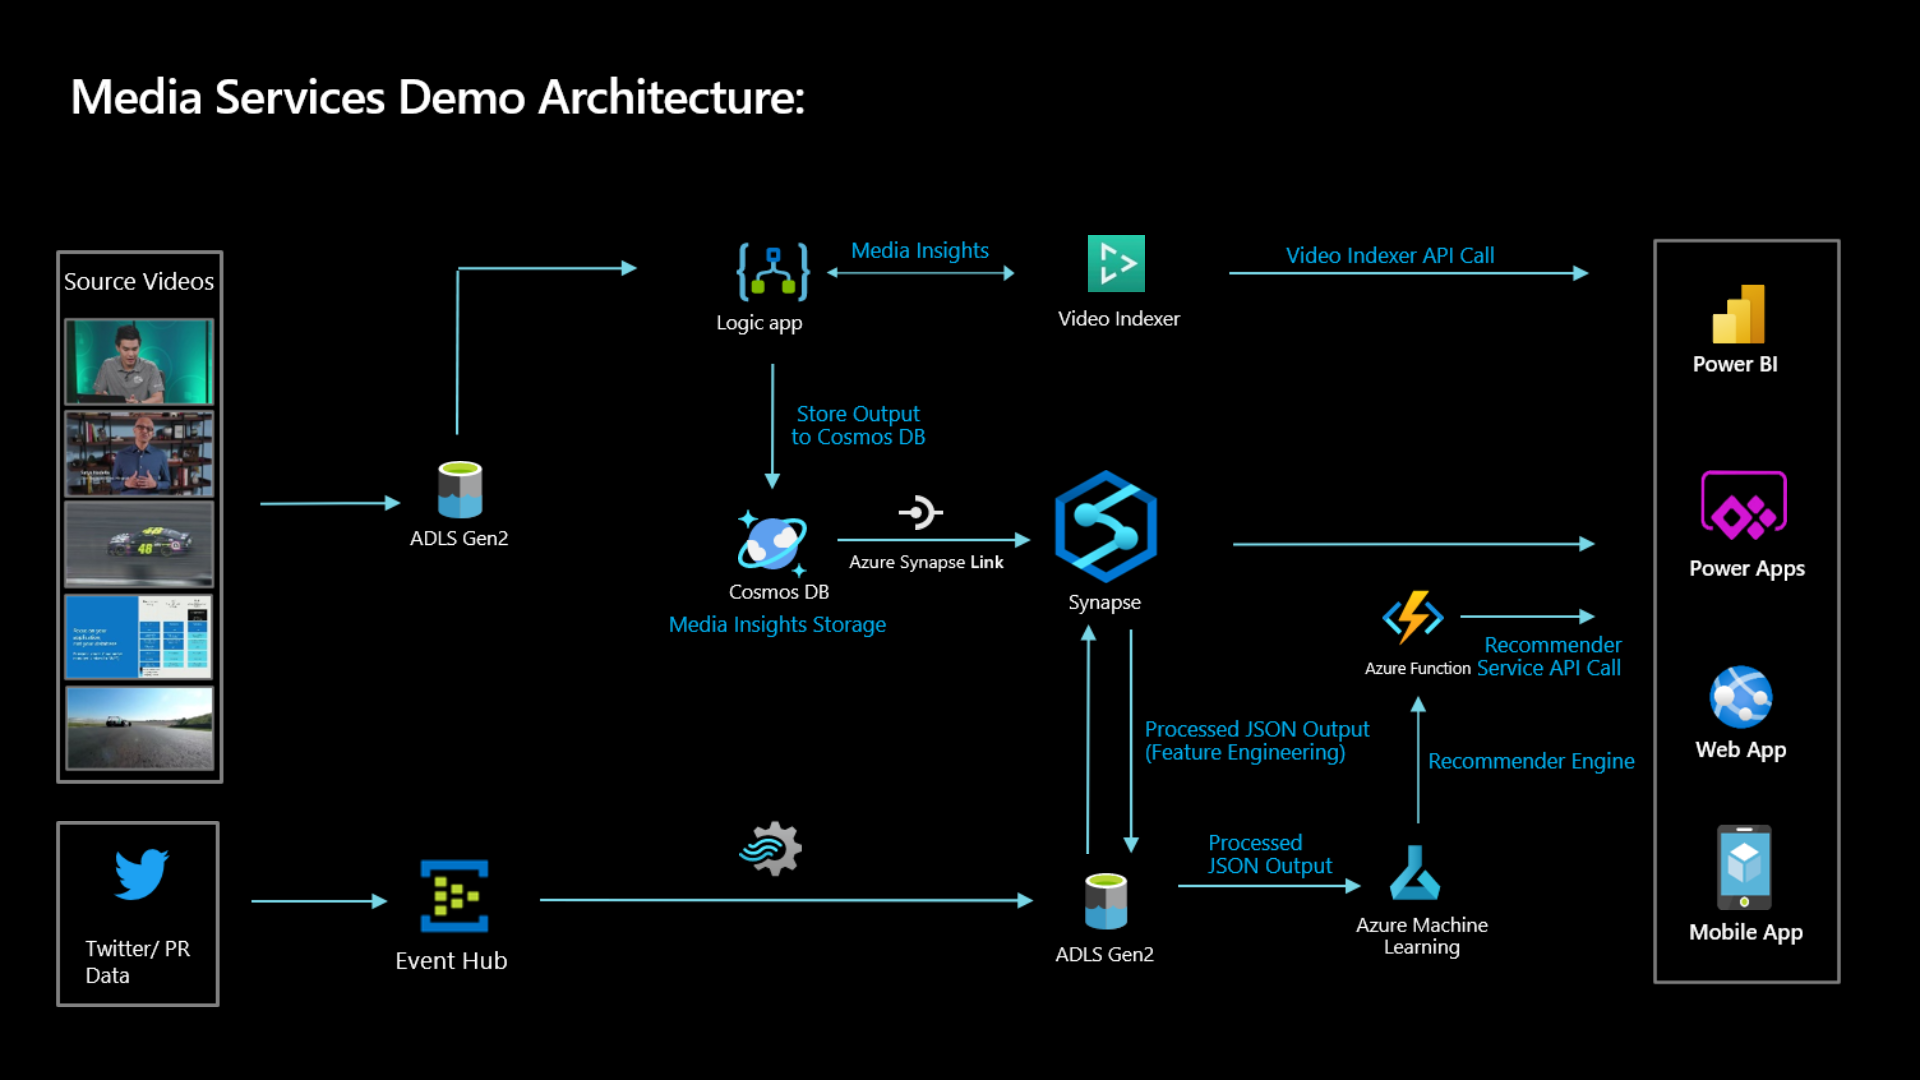 Media Services Demo Architecture:
Source Videos
48
48
ADLS Gen2
Logic app
Media Insights
Video Indexer
Video Indexer API Call
Store Output
to Cosmos DB
Cosmos DB
Media Insights Storage
Azure Synapse Link
Synapse
Azure Function
Recommender
Service API Call
Processed JSON Output
(Feature Engineering)
Recommender Engine
Twitter/ PR
Data
Event Hub
ADLS Gen2
Processed
JSON Output
Azure Machine
Learning
Power BI
Power Apps
Web App
Mobile App